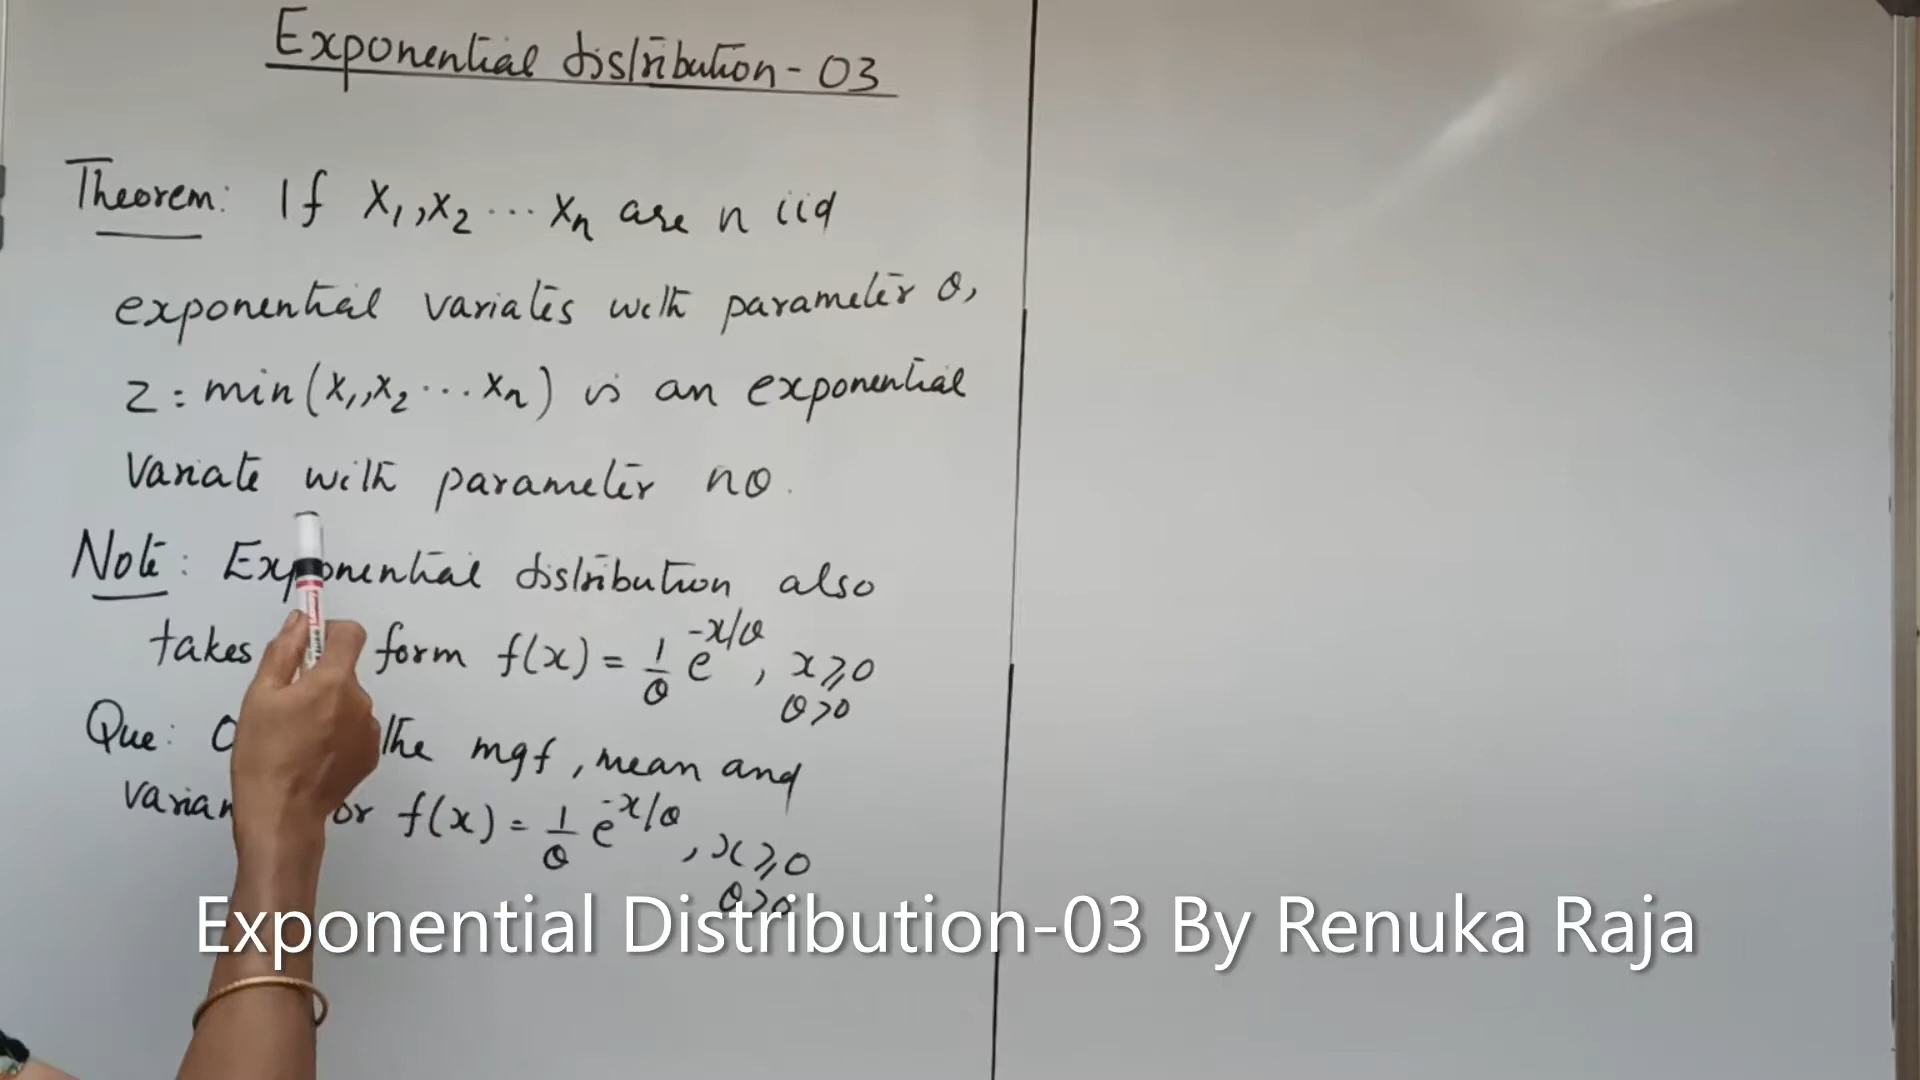 Exponential distribution - 03
Theorem: If X₁, X₂ ... Xₙ are n iid
exponential variates with parameter θ,
Z = min(X₁, X₂ ... Xₙ) is an exponential
variate with parameter nθ.
Note: Exponential distribution also
takes form f(x) = 1/θ e^(-x/θ), x ≥ 0
θ > 0
Que: the mgf, mean and
f(x) = 1/θ e^(-x/θ), x ≥ 0
θ > 0
Exponential Distribution-03 By Renuka Raja